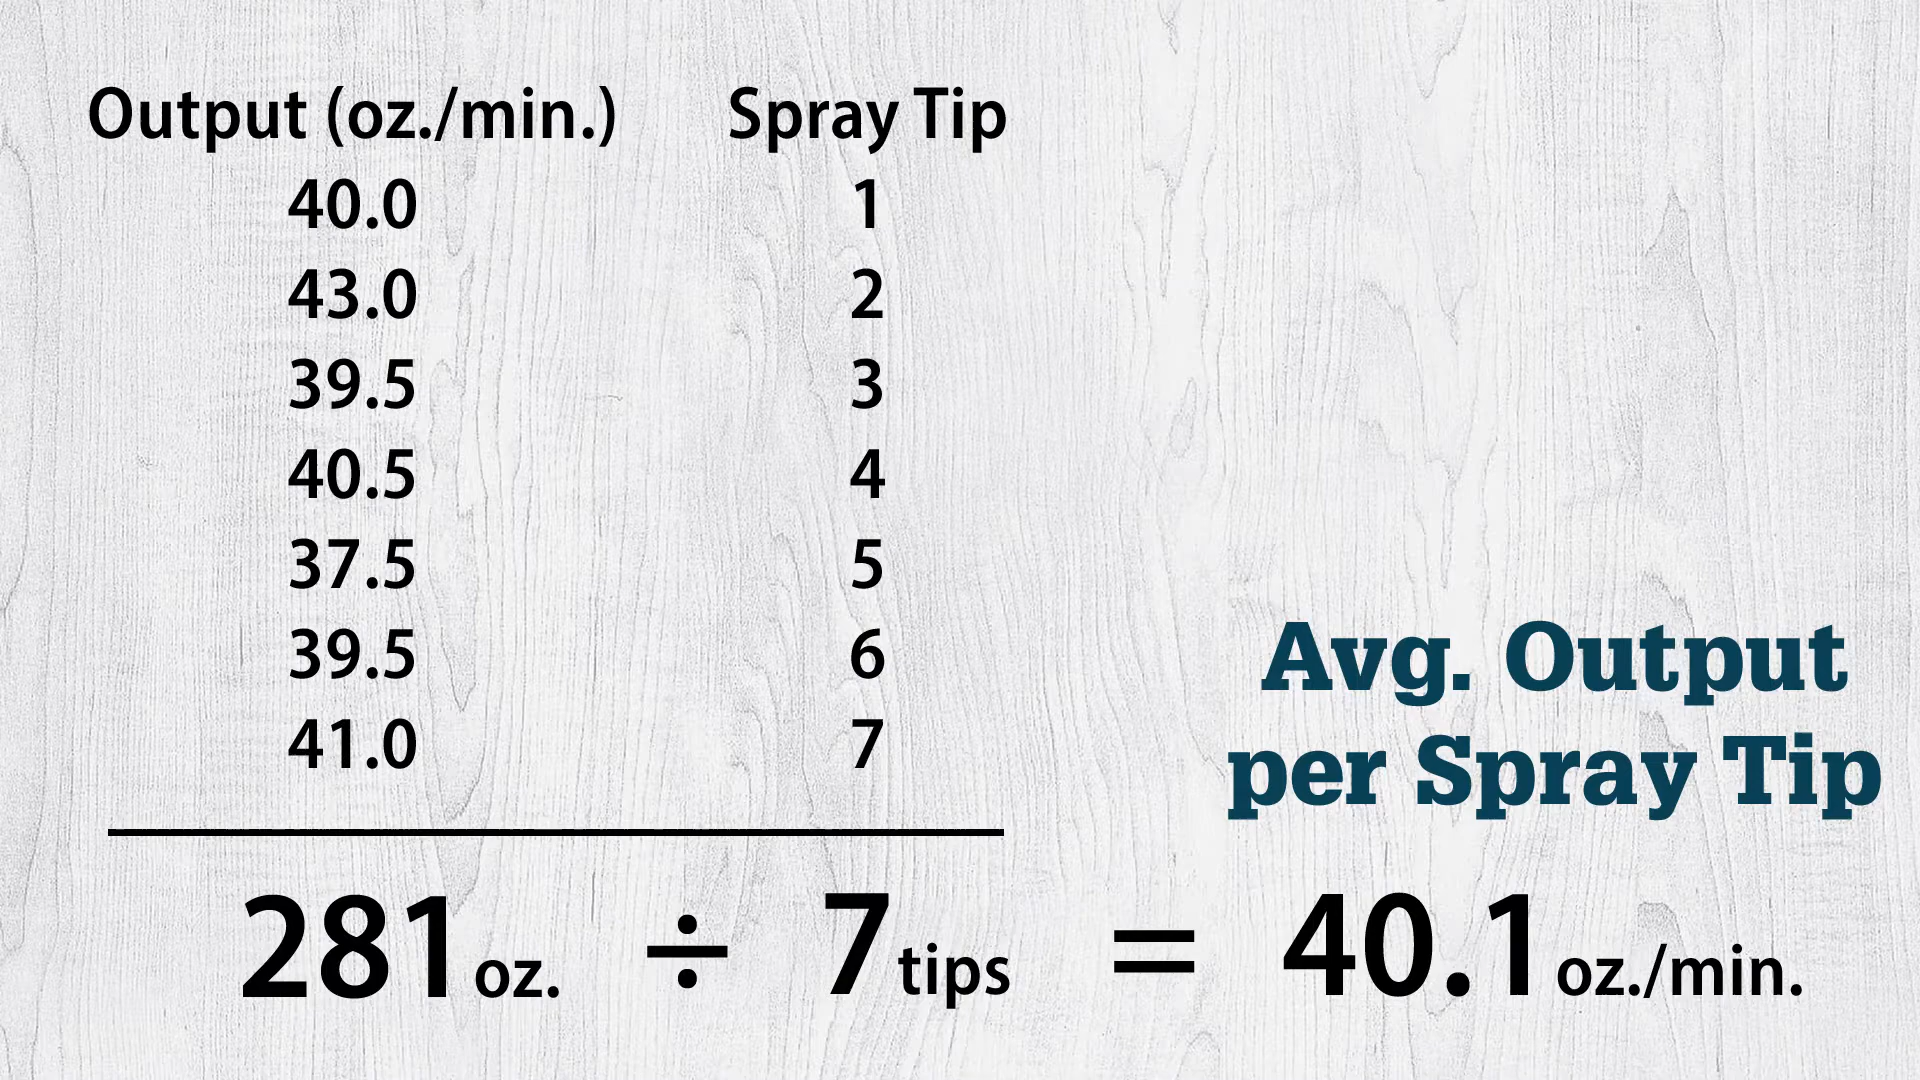 Output (oz./min.) Spray Tip
40.0 1
43.0 2
39.5 3
40.5 4
37.5 5
39.5 6
41.0 7
Avg. Output
per Spray Tip
281 oz. ÷ 7 tips = 40.1 oz./min.